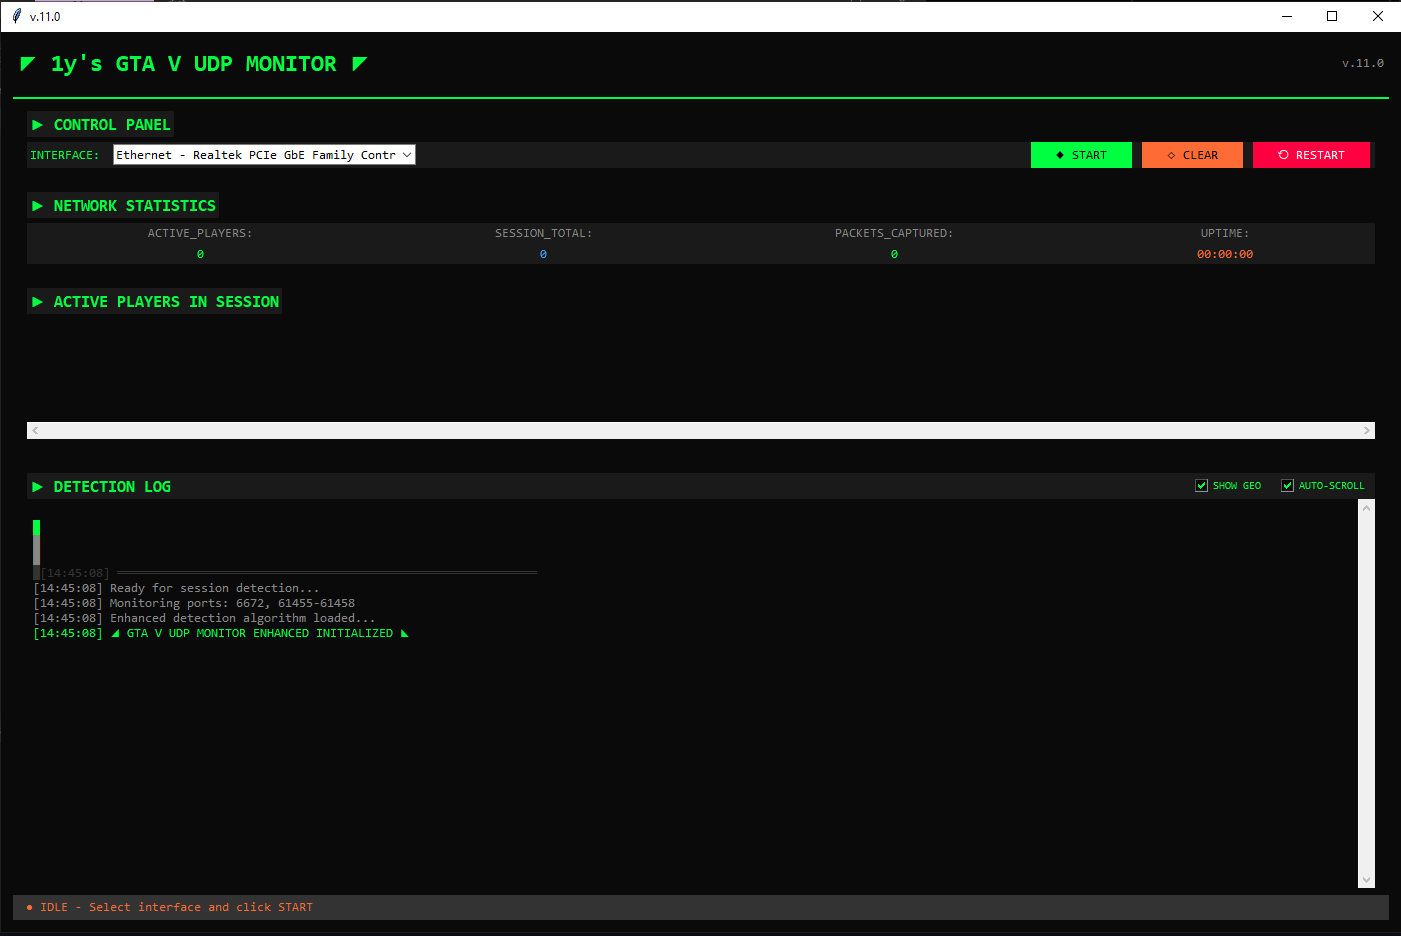 v.11.0
◤ 1y's GTA V UDP MONITOR ◤
v.11.0
▶ CONTROL PANEL
INTERFACE: Ethernet - Realtek PCIe GbE Family Contr
◆ START ◇ CLEAR ⟲ RESTART
▶ NETWORK STATISTICS
ACTIVE_PLAYERS: SESSION_TOTAL: PACKETS_CAPTURED: UPTIME:
0 0 0 00:00:00
▶ ACTIVE PLAYERS IN SESSION
▶ DETECTION LOG
SHOW GEO AUTO-SCROLL
[14:45:08] ════════════════════════════════════════════════════════════
[14:45:08] Ready for session detection...
[14:45:08] Monitoring ports: 6672, 61455-61458
[14:45:08] Enhanced detection algorithm loaded...
[14:45:08] ◢ GTA V UDP MONITOR ENHANCED INITIALIZED ◣
● IDLE - Select interface and click START